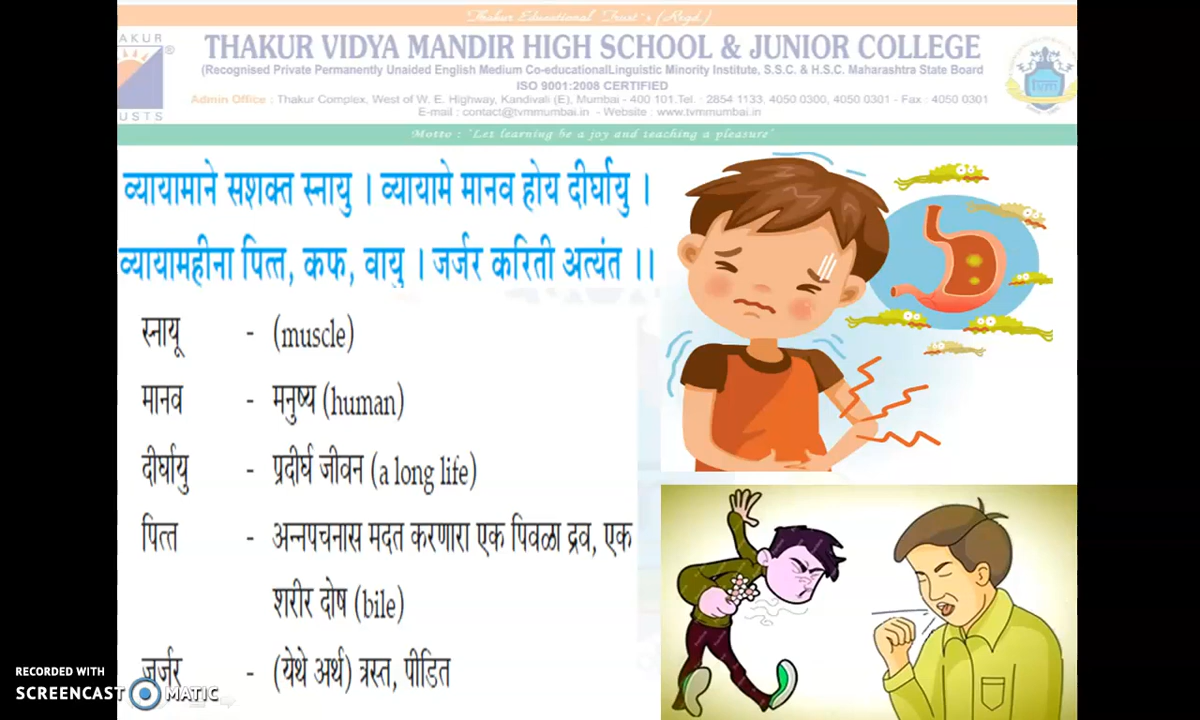 Thakur Educational Trust's (Regd.)
THAKUR VIDYA MANDIR HIGH SCHOOL & JUNIOR COLLEGE
(Recognised Private Permanently Unaided English Medium Co-educationalLinguistic Minority Institute, S.S.C. & H.S.C. Maharashtra State Board
ISO 9001:2008 CERTIFIED
Admin Office : Thakur Complex, West of W. E. Highway, Kandivali (E), Mumbai - 400 101.Tel. : 2854 1133, 4050 0300, 4050 0301 - Fax : 4050 0301
E-mail : contact@tvmmumbai.in - Website : www.tvmmumbai.in
Motto : "Let learning be a joy and teaching a pleasure"
AKUR
®
USTS
tvm
व्यायामाने सशक्त स्नायु । व्यायामे मानव होय दीर्घायु ।
व्यायामहीना पित्त, कफ, वायु । जर्जर करिती अत्यंत ।।
स्नायू - (muscle)
मानव - मनुष्य (human)
दीर्घायु - प्रदीर्घ जीवन (a long life)
पित्त - अन्नपचनास मदत करणारा एक पिवळा द्रव, एक
शरीर दोष (bile)
जर्जर - (येथे अर्थ) त्रस्त, पीडित
RECORDED WITH
SCREENCAST MATIC